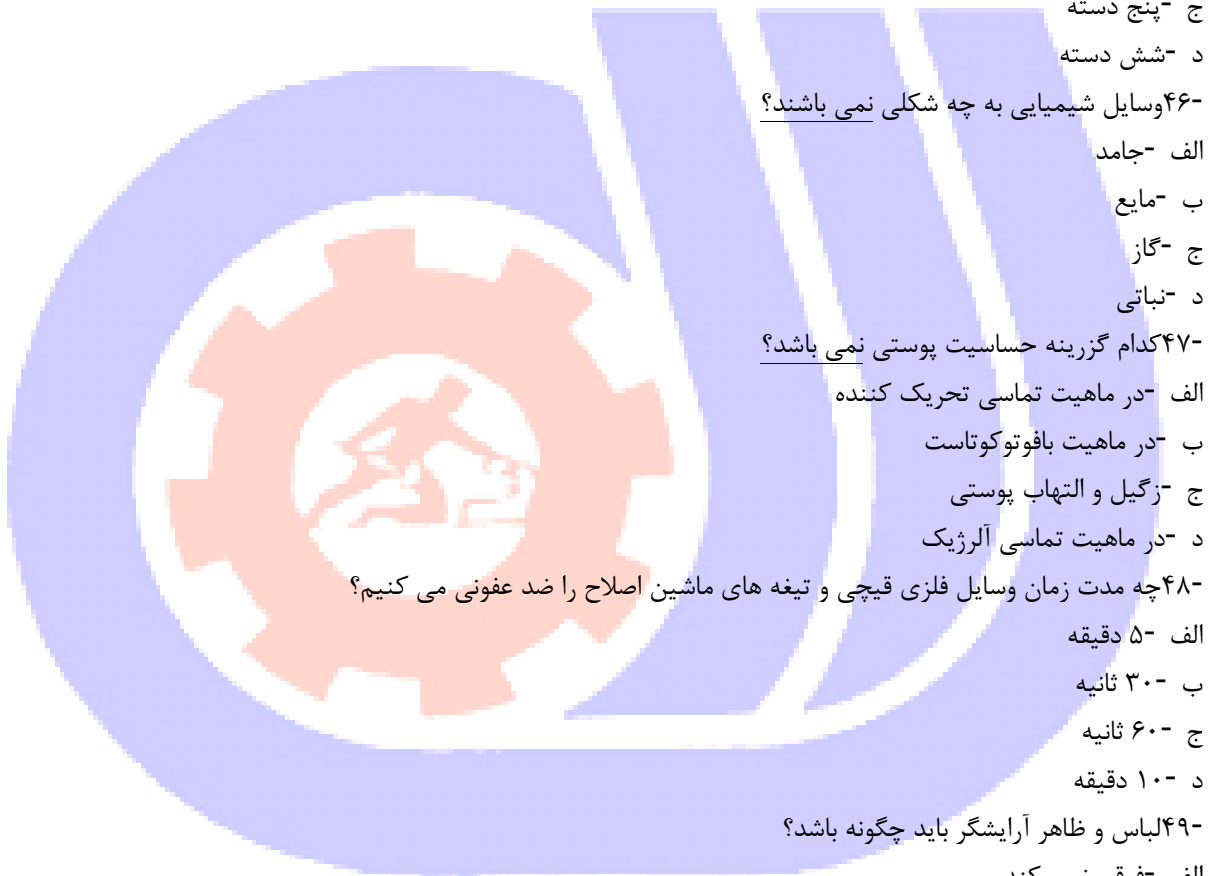 ج -پنج دسته
د -شش دسته
-۴۶وسایل شیمیایی به چه شکلی نمی باشند؟
الف -جامد
ب -مایع
ج -گاز
د -نباتی
-۴۷کدام گزرینه حساسیت پوستی نمی باشد؟
الف -در ماهیت تماسی تحریک کننده
ب -در ماهیت بافوتوکوتاست
ج -زگیل و التهاب پوستی
د -در ماهیت تماسی آلرژیک
-۴۸چه مدت زمان وسایل فلزی قیچی و تیغه های ماشین اصلاح را ضد عفونی می کنیم؟
الف -۵ دقیقه
ب -۳۰ ثانیه
ج -۶۰ ثانیه
د -۱۰ دقیقه
-۴۹لباس و ظاهر آرایشگر باید چگونه باشد؟